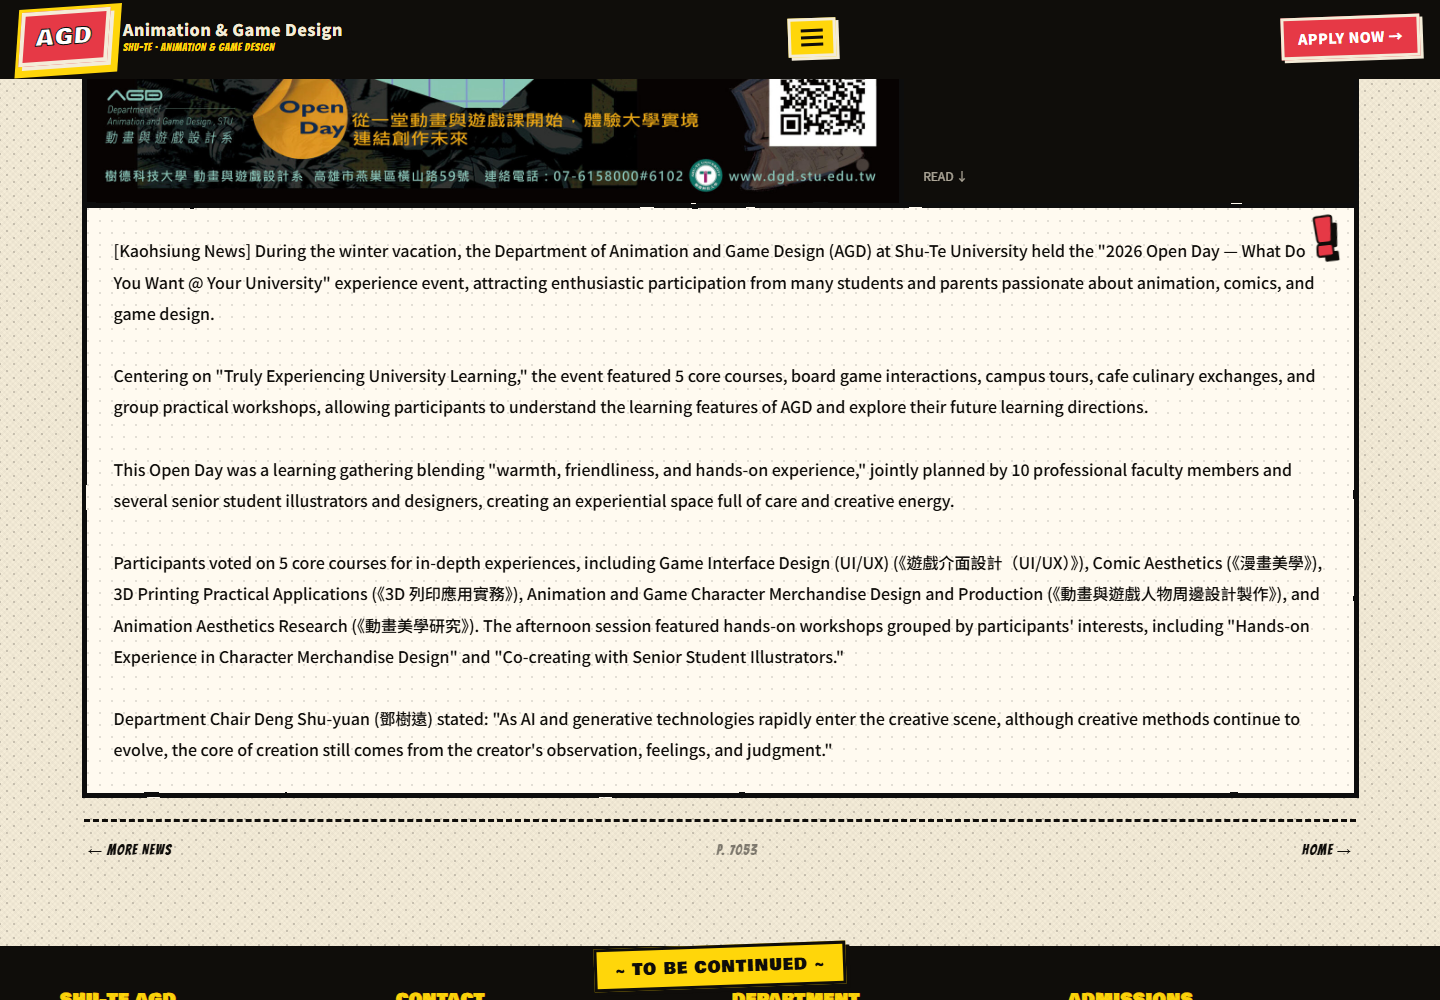 AGD
Animation & Game Design
SHU-TE · ANIMATION & GAME DESIGN
APPLY NOW →
AGD
Department of
Animation and Game Design, STU
動畫與遊戲設計系
Open
Day
從一堂動畫與遊戲課開始，體驗大學實境
連結創作未來
樹德科技大學 動畫與遊戲設計系 高雄市燕巢區橫山路59號 連絡電話：07-6158000#6102 www.dgd.stu.edu.tw
READ ↓
[Kaohsiung News] During the winter vacation, the Department of Animation and Game Design (AGD) at Shu-Te University held the "2026 Open Day — What Do
You Want @ Your University" experience event, attracting enthusiastic participation from many students and parents passionate about animation, comics, and
game design.
Centering on "Truly Experiencing University Learning," the event featured 5 core courses, board game interactions, campus tours, cafe culinary exchanges, and
group practical workshops, allowing participants to understand the learning features of AGD and explore their future learning directions.
This Open Day was a learning gathering blending "warmth, friendliness, and hands-on experience," jointly planned by 10 professional faculty members and
several senior student illustrators and designers, creating an experiential space full of care and creative energy.
Participants voted on 5 core courses for in-depth experiences, including Game Interface Design (UI/UX) (《遊戲介面設計（UI/UX）》), Comic Aesthetics (《漫畫美學》),
3D Printing Practical Applications (《3D 列印應用實務》), Animation and Game Character Merchandise Design and Production (《動畫與遊戲人物周邊設計製作》), and
Animation Aesthetics Research (《動畫美學研究》). The afternoon session featured hands-on workshops grouped by participants' interests, including "Hands-on
Experience in Character Merchandise Design" and "Co-creating with Senior Student Illustrators."
Department Chair Deng Shu-yuan (鄧樹遠) stated: "As AI and generative technologies rapidly enter the creative scene, although creative methods continue to
evolve, the core of creation still comes from the creator's observation, feelings, and judgment."
← MORE NEWS
P. 7053
HOME →
~ TO BE CONTINUED ~
SHU-TE AGD
CONTACT
DEPARTMENT
ADMISSIONS